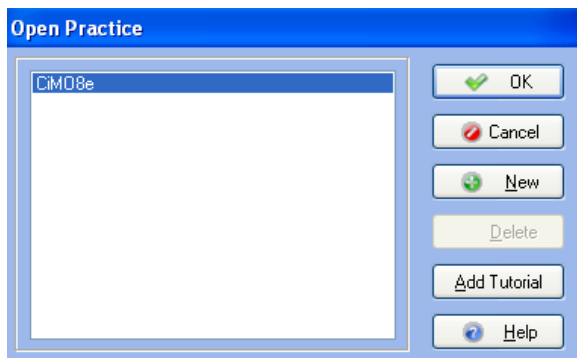 Open Practice
CiMO8e
OK
Cancel
New
Delete
Add Tutorial
Help